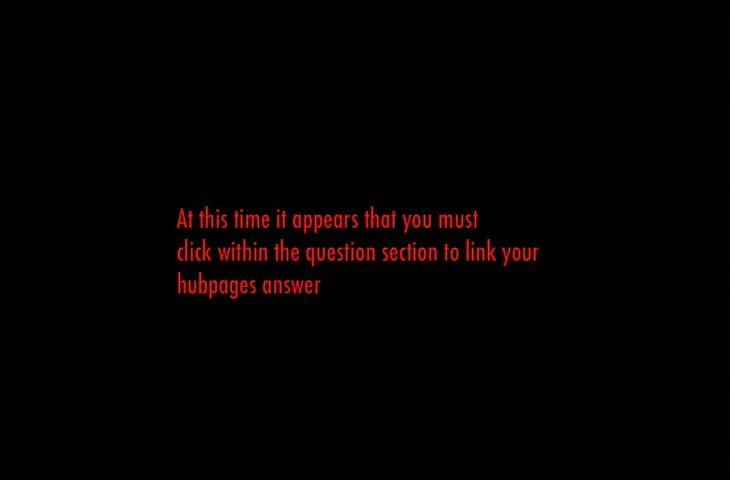 At this time it appears that you must
click within the question section to link your
hubpages answer